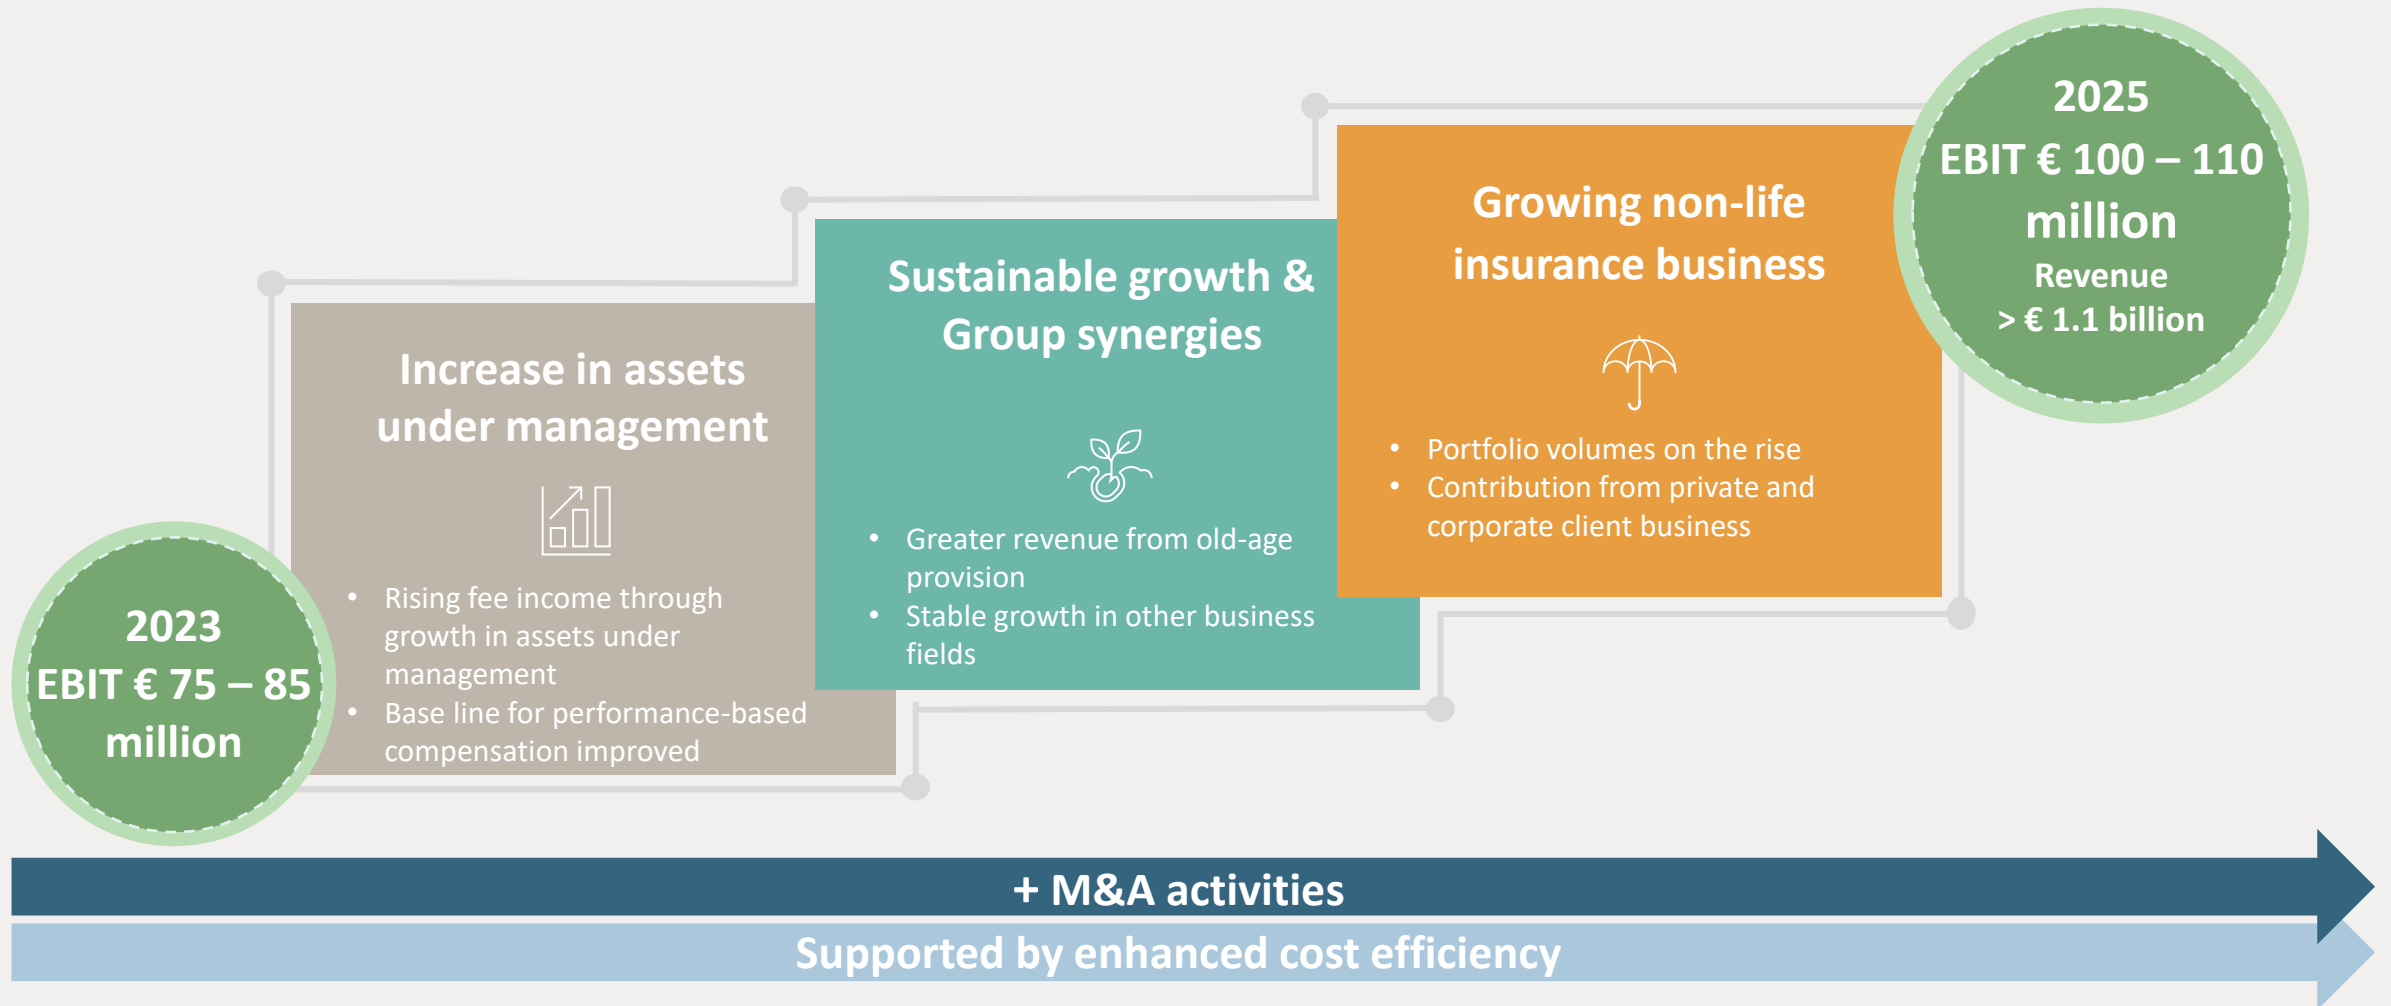 2023
EBIT € 75 – 85
million
Increase in assets
under management
• Rising fee income through
growth in assets under
management
• Base line for performance-based
compensation improved
Sustainable growth &
Group synergies
• Greater revenue from old-age
provision
• Stable growth in other business
fields
Growing non-life
insurance business
• Portfolio volumes on the rise
• Contribution from private and
corporate client business
2025
EBIT € 100 – 110
million
Revenue
> € 1.1 billion
+ M&A activities
Supported by enhanced cost efficiency